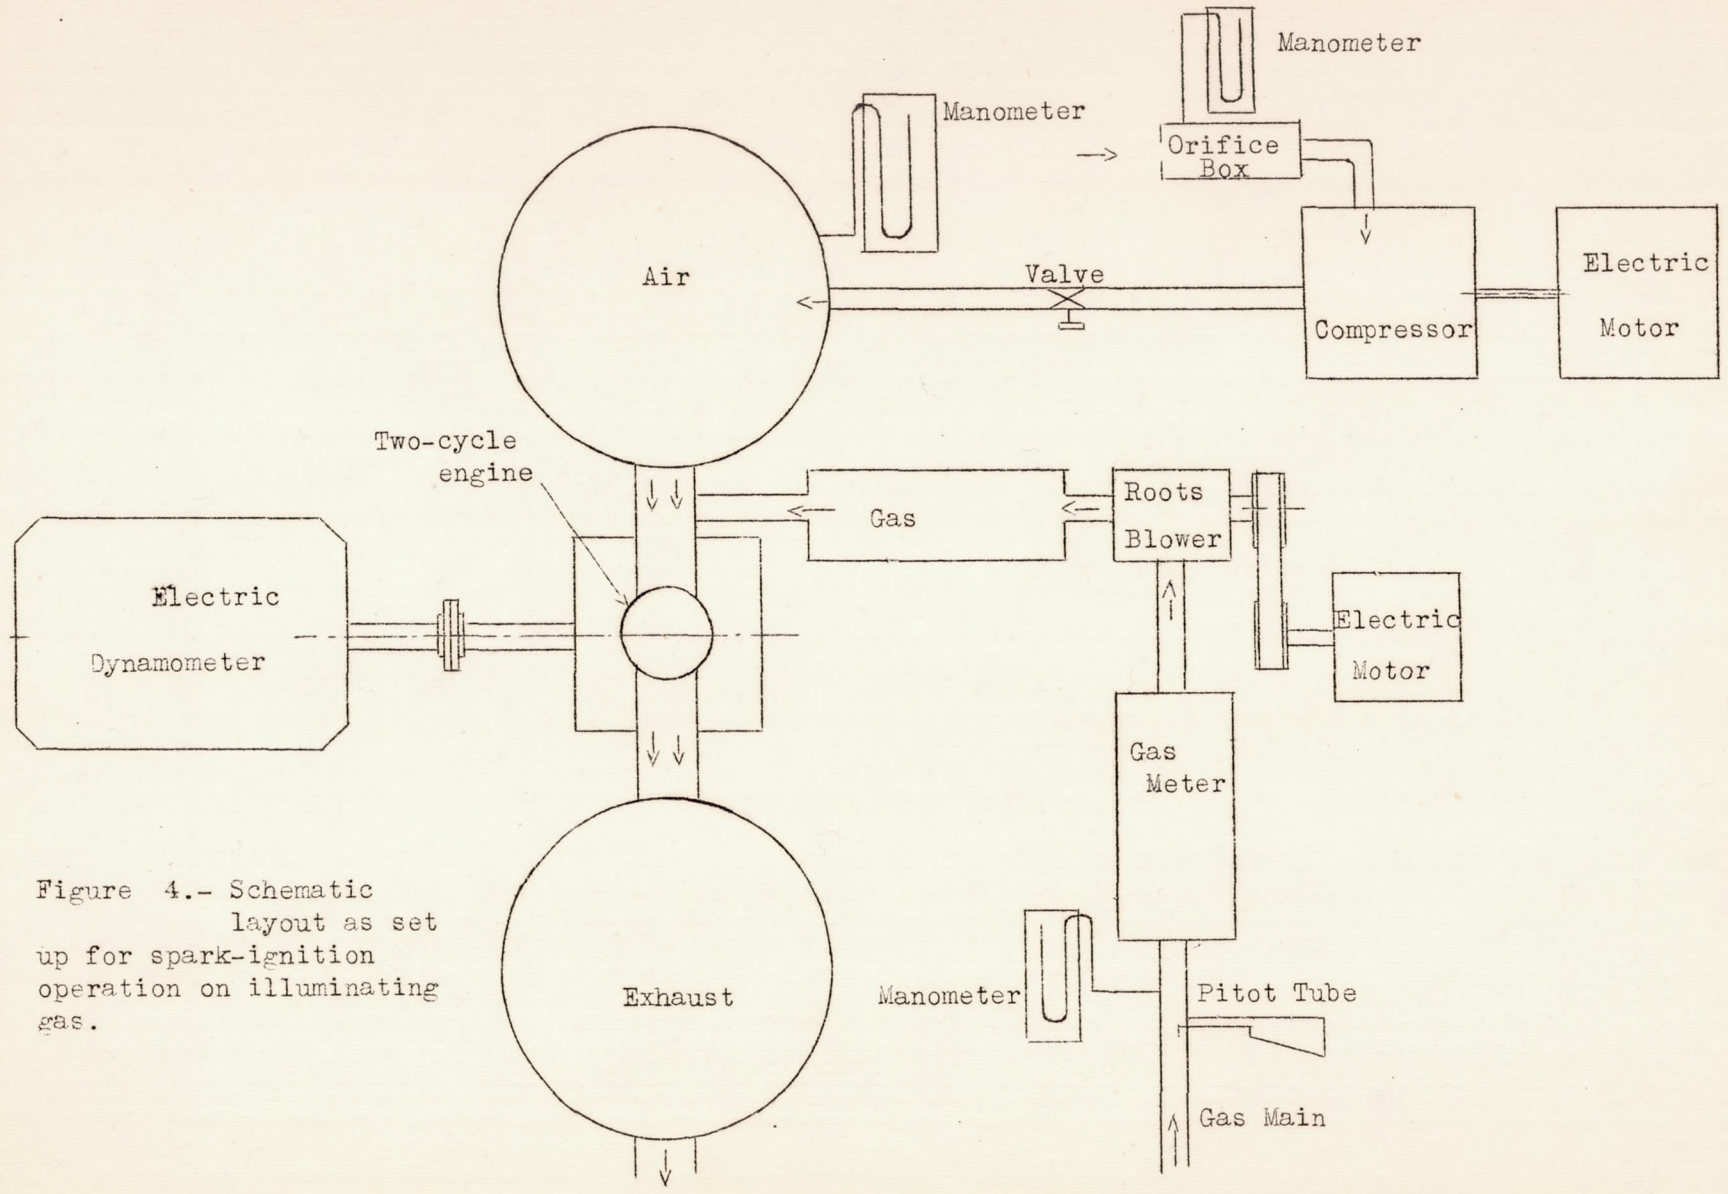 Manometer
Manometer
Orifice
Box
Air
Valve
Compressor
Electric
Motor
Two-cycle
engine
Gas
Roots
Blower
Electric
Dynamometer
Electric
Motor
Gas
Meter
Figure 4.- Schematic
layout as set
up for spark-ignition
operation on illuminating
gas.
Exhaust
Manometer
Pitot Tube
Gas Main